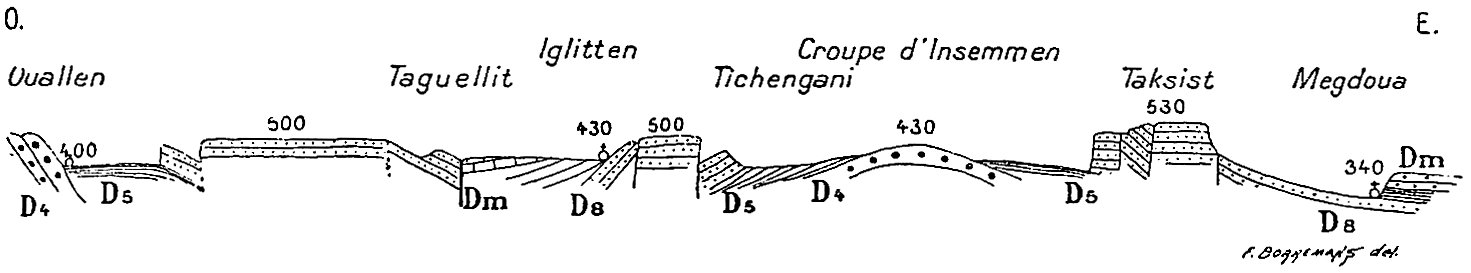 O. E.
Iglitten Croupe d'Insemmen
Ouallen Taguellit Tichengani Taksist Megdoua
530
500 430 500 430
400 340 Dm
D4 D5 Dm D8 D5 D4 D5 D8
del.